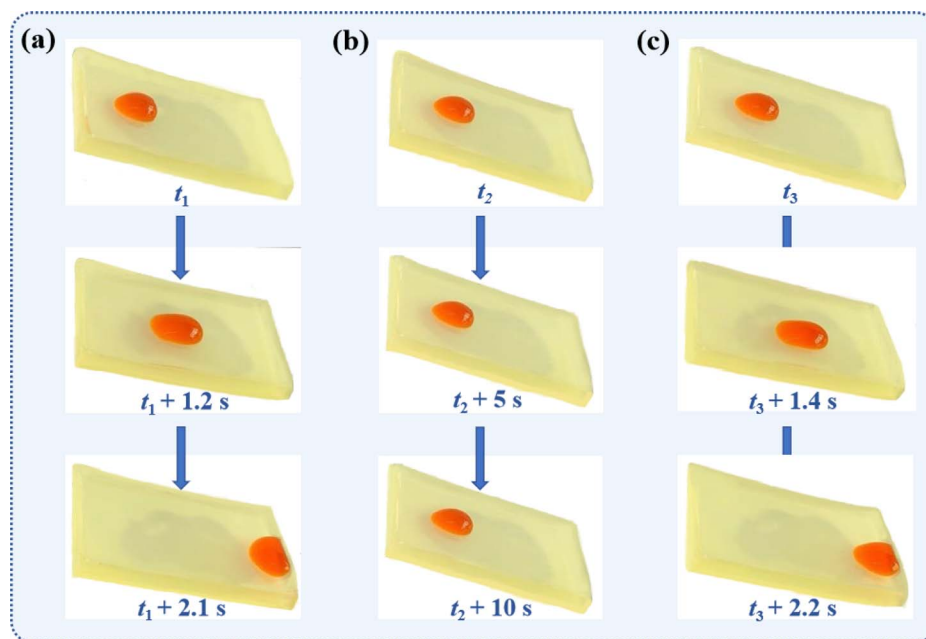 (a) (b) (c)
t₁ t₂ t₃
t₁ + 1.2 s t₂ + 5 s t₃ + 1.4 s
t₁ + 2.1 s t₂ + 10 s t₃ + 2.2 s